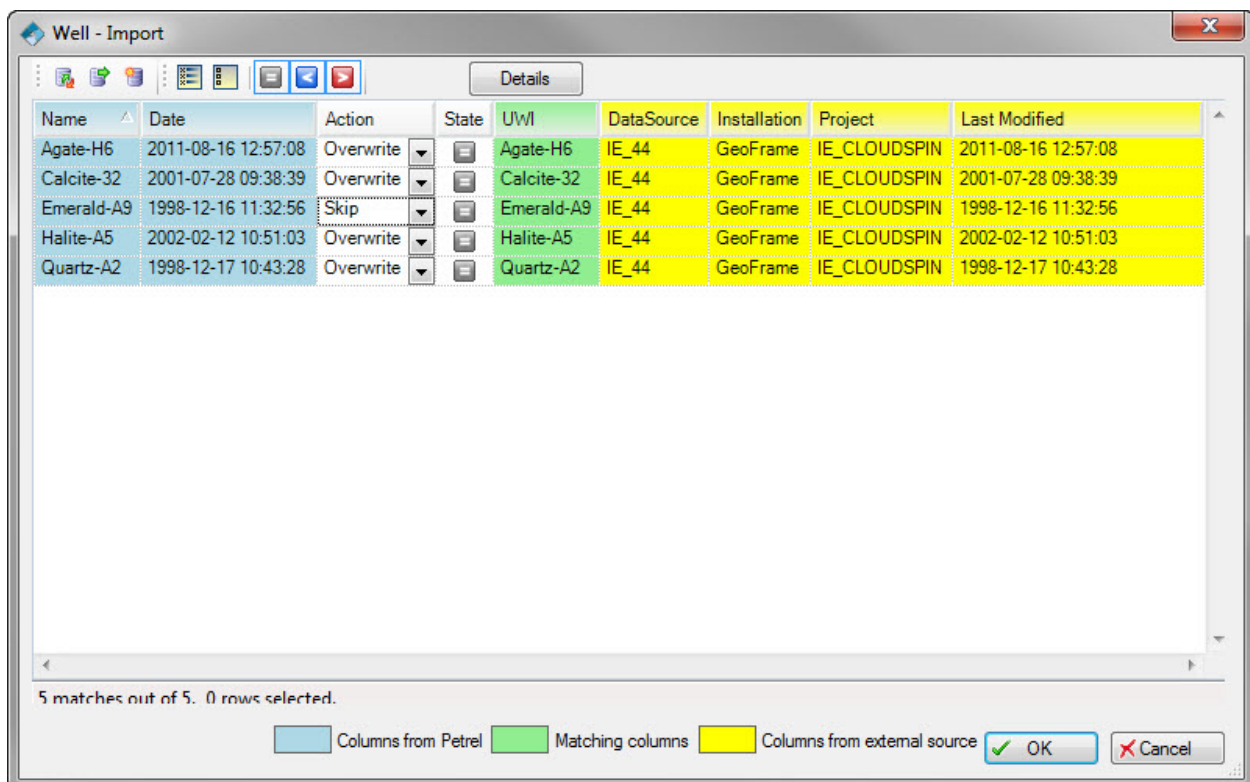 Well - Import
Details
Name Date Action State UWI DataSource Installation Project Last Modified
Agate-H6 2011-08-16 12:57:08 Overwrite Agate-H6 IE_44 GeoFrame IE_CLOUDSPIN 2011-08-16 12:57:08
Calcite-32 2001-07-28 09:38:39 Overwrite Calcite-32 IE_44 GeoFrame IE_CLOUDSPIN 2001-07-28 09:38:39
Emerald-A9 1998-12-16 11:32:56 Skip Emerald-A9 IE_44 GeoFrame IE_CLOUDSPIN 1998-12-16 11:32:56
Halite-A5 2002-02-12 10:51:03 Overwrite Halite-A5 IE_44 GeoFrame IE_CLOUDSPIN 2002-02-12 10:51:03
Quartz-A2 1998-12-17 10:43:28 Overwrite Quartz-A2 IE_44 GeoFrame IE_CLOUDSPIN 1998-12-17 10:43:28
5 matches out of 5. 0 rows selected.
Columns from Petrel Matching columns Columns from external source OK Cancel